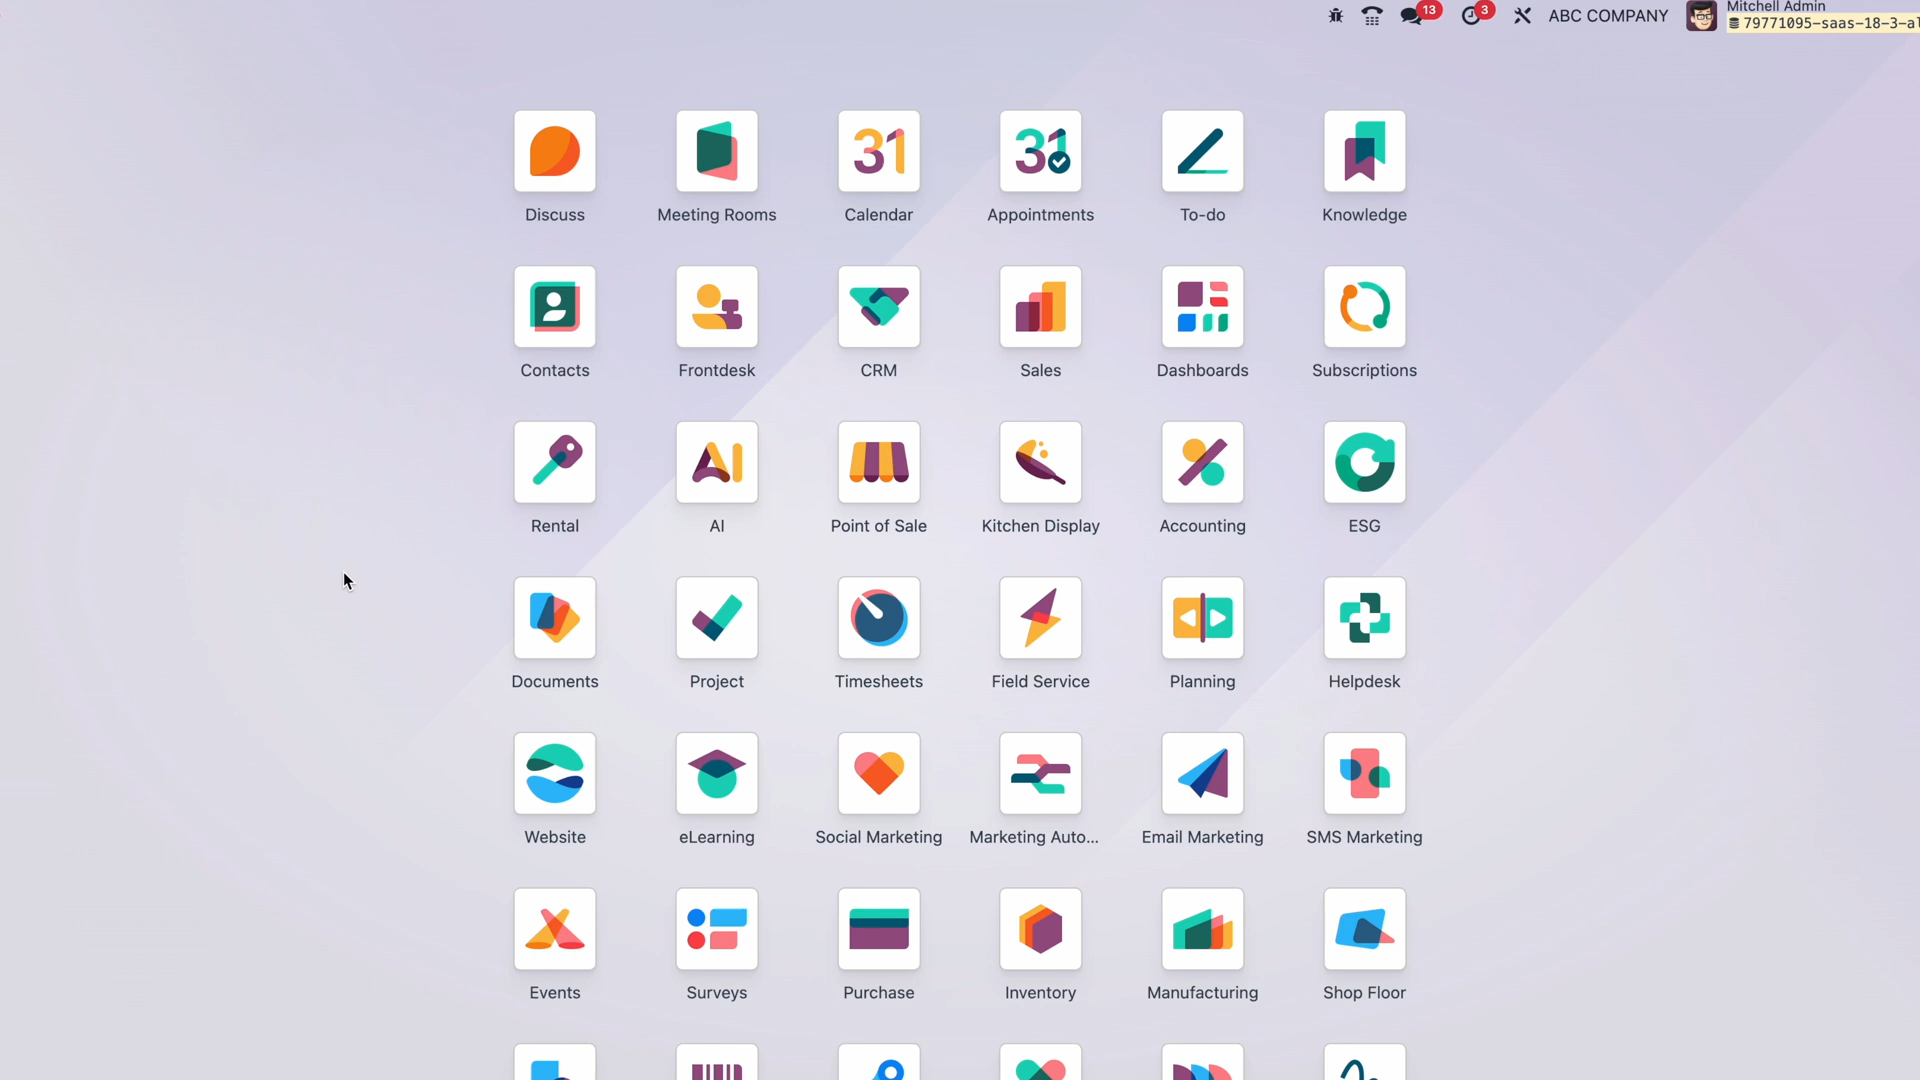 13
3
ABC COMPANY
Mitchell Admin
79771095-saas-18-3-al
31
31
Discuss
Meeting Rooms
Calendar
Appointments
To-do
Knowledge
Contacts
Frontdesk
CRM
Sales
Dashboards
Subscriptions
AI
Rental
AI
Point of Sale
Kitchen Display
Accounting
ESG
Documents
Project
Timesheets
Field Service
Planning
Helpdesk
Website
eLearning
Social Marketing
Marketing Auto...
Email Marketing
SMS Marketing
Events
Surveys
Purchase
Inventory
Manufacturing
Shop Floor